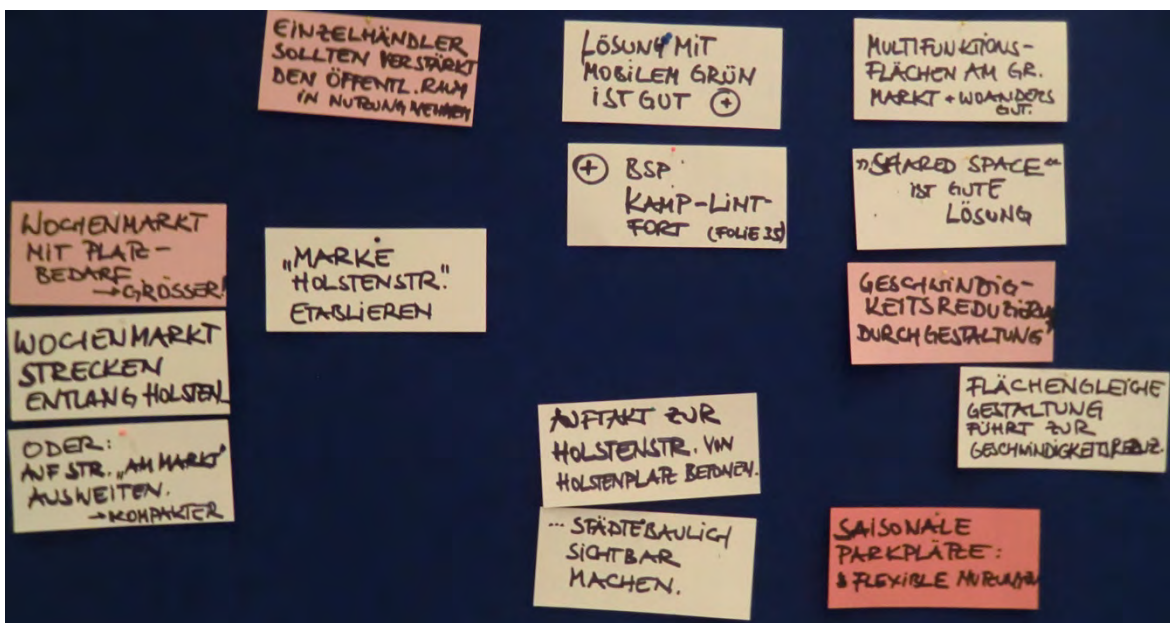 EINZELHÄNDLER
SOLLTEN VERSTÄRKT
DEN ÖFFENTL. RAUM
IN NUTZUNG NEHMEN
LÖSUNG MIT
MOBILEM GRÜN
IST GUT +
MULTIFUNKTIONS-
FLÄCHEN AM GR.
MARKT + WOANDERS
GUT.
+ BSP
KAMP-LINT-
FORT (FOLIE 35)
"SHARED SPACE"
IST GUTE
LÖSUNG
WOCHENMARKT
MIT PLATZ-
BEDARF
→ GRÖSSER!
„MARKE
HOLSTENSTR."
ETABLIEREN
GESCHWINDIG-
KEITSREDUZIERUNG
DURCH GESTALTUNG
WOCHENMARKT
STRECKEN
ENTLANG HOLSTEN.
FLÄCHENGLEICHE
GESTALTUNG
FÜHRT ZUR
GESCHWINDIGKEITSREDUZ.
AUFTAKT ZUR
HOLSTENSTR. VON
HOLSTENPLATZ BETONEN.
ODER:
AUF STR. „AM MARKT"
AUSWEITEN.
→ KOMPAKTER
... STÄDTEBAULICH
SICHTBAR
MACHEN.
SAISONALE
PARKPLÄTZE:
FLEXIBLE NUTZUNGEN